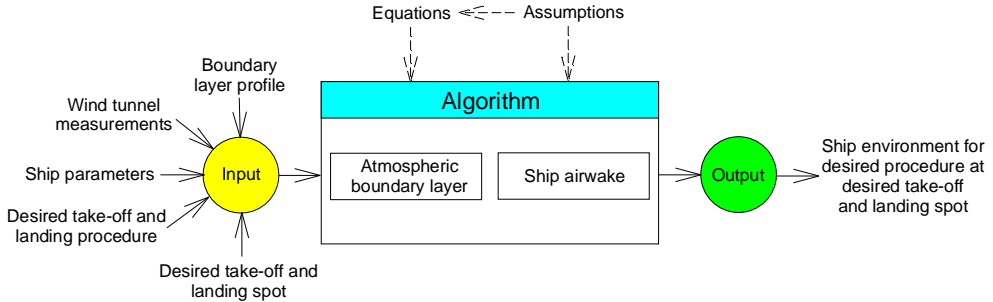 Equations
Assumptions
Boundary
layer profile
Wind tunnel
measurements
Ship parameters
Desired take-off and
landing procedure
Desired take-off and
landing spot
Input
Algorithm
Atmospheric
boundary layer
Ship airwake
Output
Ship environment for
desired procedure at
desired take-off
and landing spot